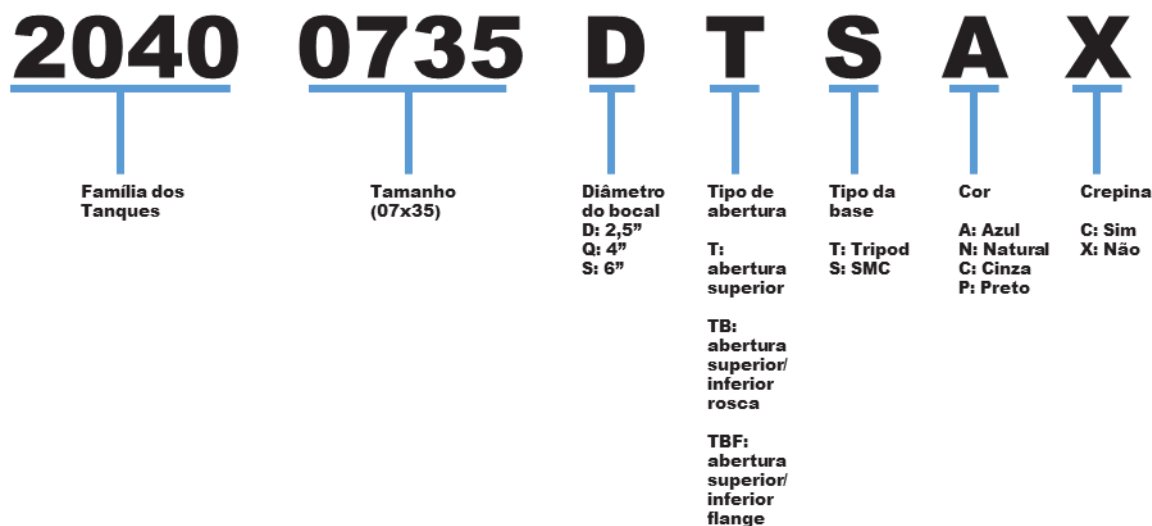 2040 0735 D T S A X
Família dos
Tanques
Tamanho
(07x35)
Diâmetro
do bocal
D: 2,5”
Q: 4”
S: 6”
Tipo de
abertura
T:
abertura
superior
TB:
abertura
superior/
inferior
rosca
TBF:
abertura
superior/
inferior
flange
Tipo da
base
T: Tripod
S: SMC
Cor
A: Azul
N: Natural
C: Cinza
P: Preto
Crepina
C: Sim
X: Não